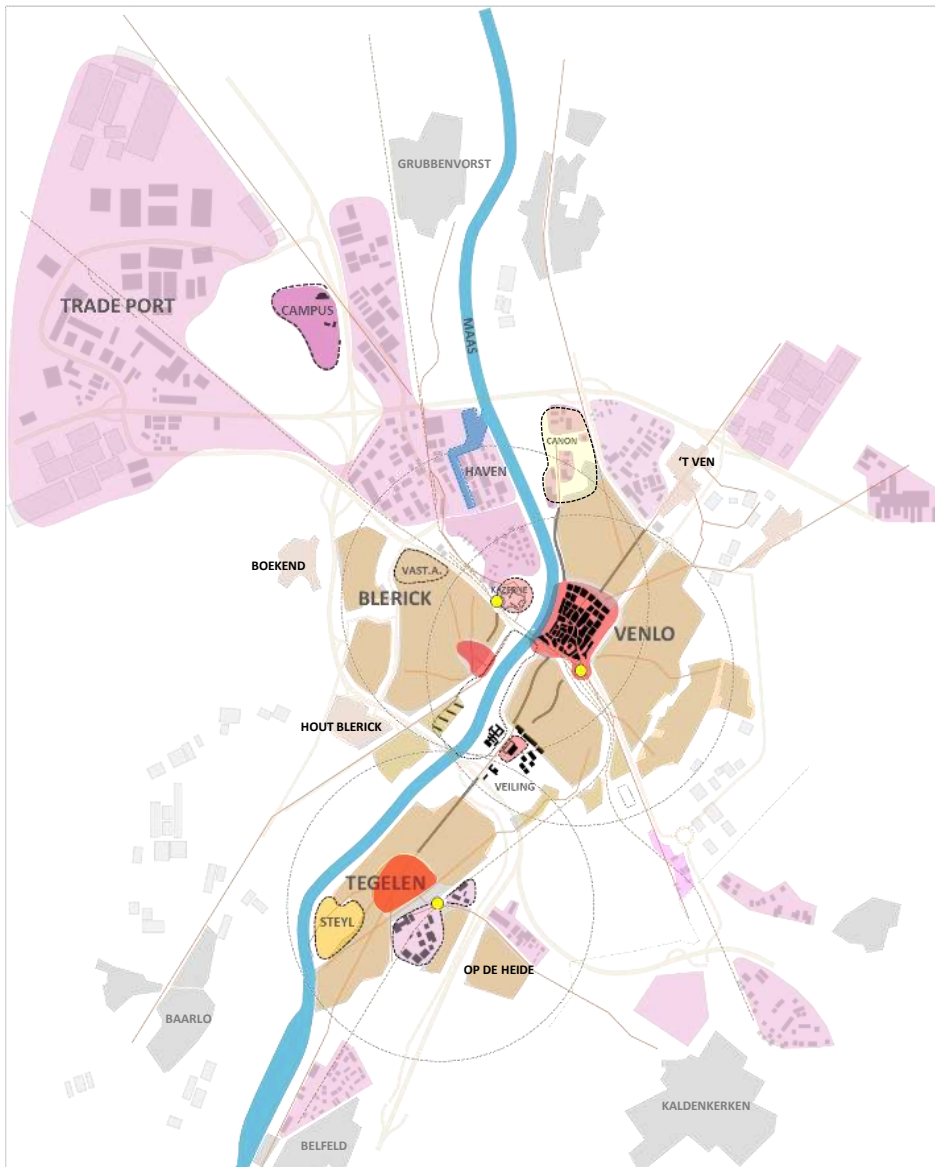 GRUBBENVORST
TRADE PORT
CAMPUS
MAAS
CANON
'T VEN
HAVEN
BOEKEND
VAST.A.
KAZERNE
BLERICK
VENLO
HOUT BLERICK
VEILING
TEGELEN
STEYL
OP DE HEIDE
BAARLO
KALDENKERKEN
BELFELD